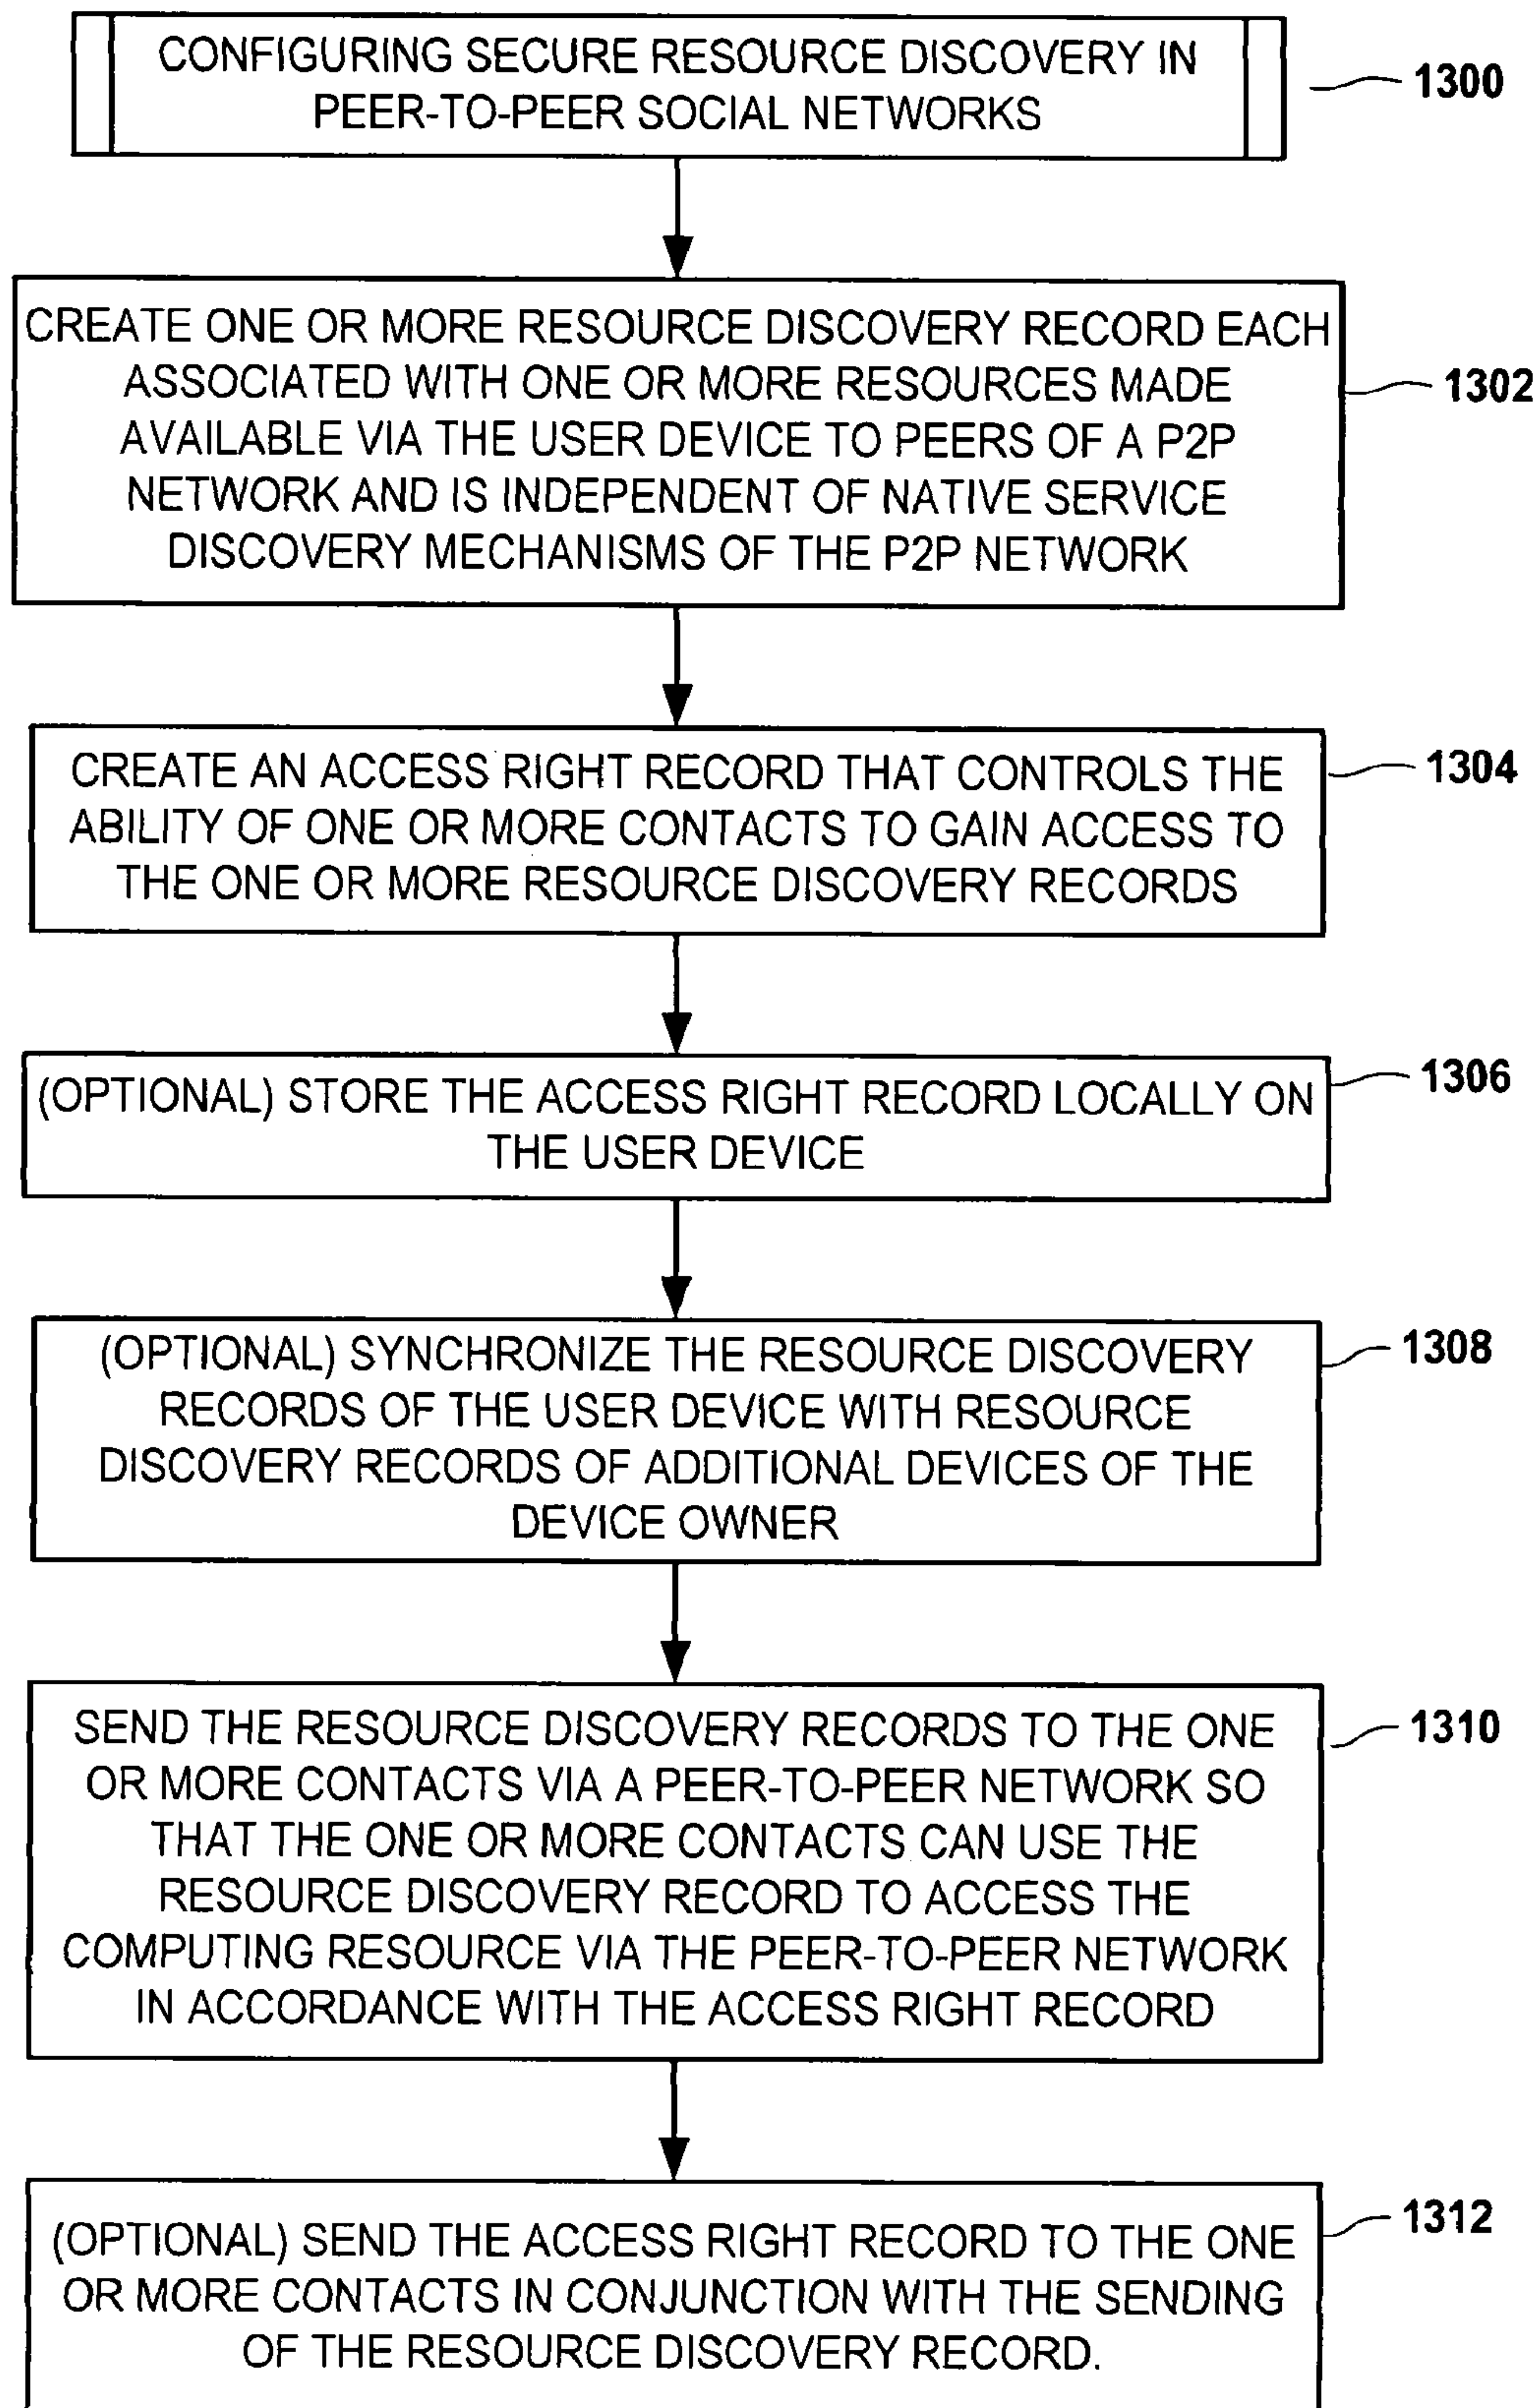 CONFIGURING SECURE RESOURCE DISCOVERY IN
PEER-TO-PEER SOCIAL NETWORKS
1300
CREATE ONE OR MORE RESOURCE DISCOVERY RECORD EACH
ASSOCIATED WITH ONE OR MORE RESOURCES MADE
AVAILABLE VIA THE USER DEVICE TO PEERS OF A P2P
NETWORK AND IS INDEPENDENT OF NATIVE SERVICE
DISCOVERY MECHANISMS OF THE P2P NETWORK
1302
CREATE AN ACCESS RIGHT RECORD THAT CONTROLS THE
ABILITY OF ONE OR MORE CONTACTS TO GAIN ACCESS TO
THE ONE OR MORE RESOURCE DISCOVERY RECORDS
1304
(OPTIONAL) STORE THE ACCESS RIGHT RECORD LOCALLY ON
THE USER DEVICE
1306
(OPTIONAL) SYNCHRONIZE THE RESOURCE DISCOVERY
RECORDS OF THE USER DEVICE WITH RESOURCE
DISCOVERY RECORDS OF ADDITIONAL DEVICES OF THE
DEVICE OWNER
1308
SEND THE RESOURCE DISCOVERY RECORDS TO THE ONE
OR MORE CONTACTS VIA A PEER-TO-PEER NETWORK SO
THAT THE ONE OR MORE CONTACTS CAN USE THE
RESOURCE DISCOVERY RECORD TO ACCESS THE
COMPUTING RESOURCE VIA THE PEER-TO-PEER NETWORK
IN ACCORDANCE WITH THE ACCESS RIGHT RECORD
1310
(OPTIONAL) SEND THE ACCESS RIGHT RECORD TO THE ONE
OR MORE CONTACTS IN CONJUNCTION WITH THE SENDING
OF THE RESOURCE DISCOVERY RECORD.
1312